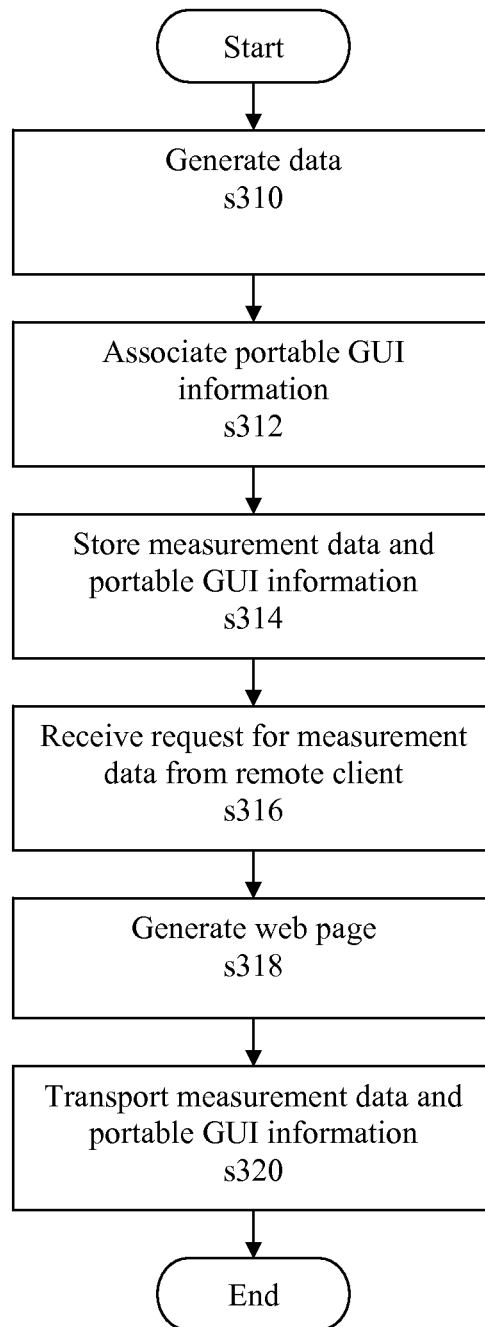 Start
Generate data
s310
Associate portable GUI
information
s312
Store measurement data and
portable GUI information
s314
Receive request for measurement
data from remote client
s316
Generate web page
s318
Transport measurement data and
portable GUI information
s320
End